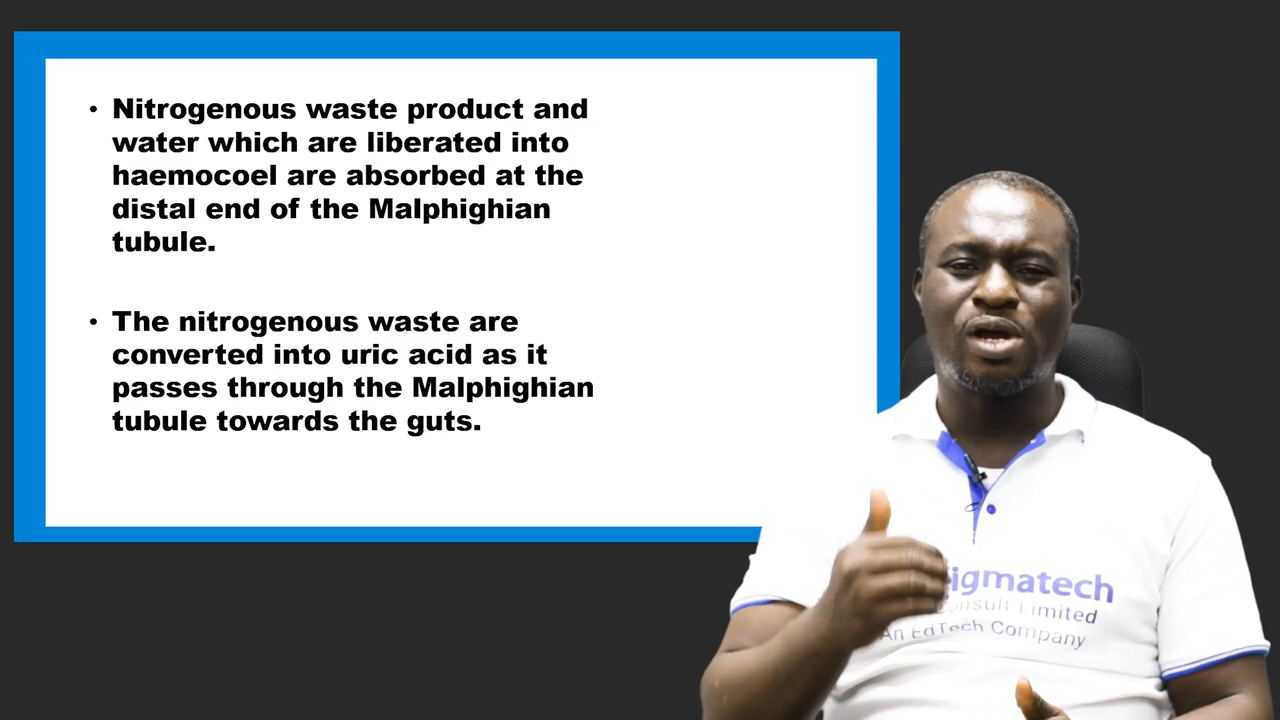 • Nitrogenous waste product and
water which are liberated into
haemocoel are absorbed at the
distal end of the Malphighian
tubule.
• The nitrogenous waste are
converted into uric acid as it
passes through the Malphighian
tubule towards the guts.
igmatech
onsult Limited
An EdTech Company